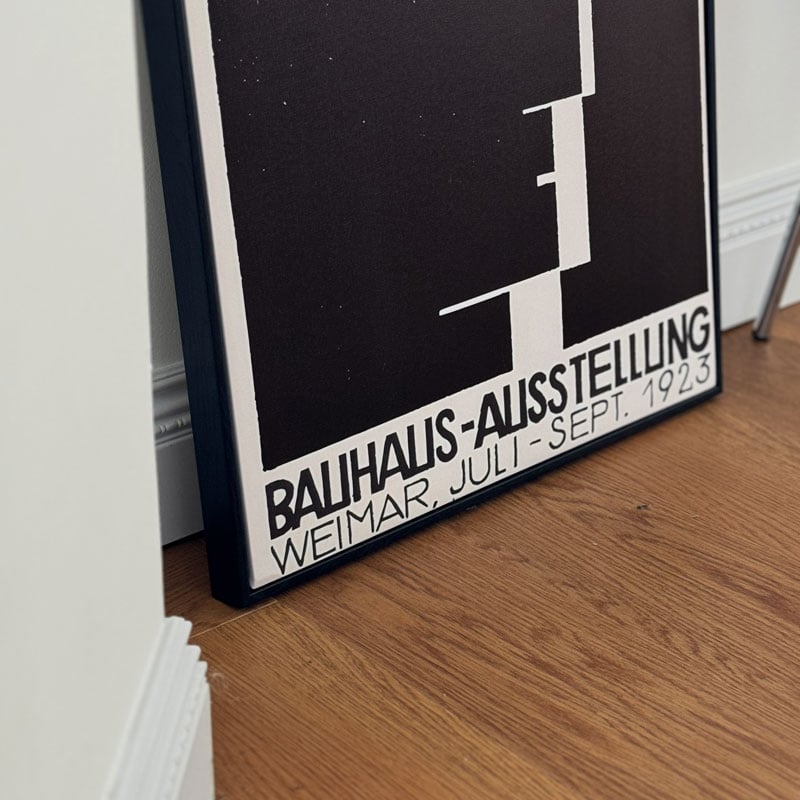 BAUHAUS-AUSSTELLUNG
WEIMAR, JULI-SEPT. 1923